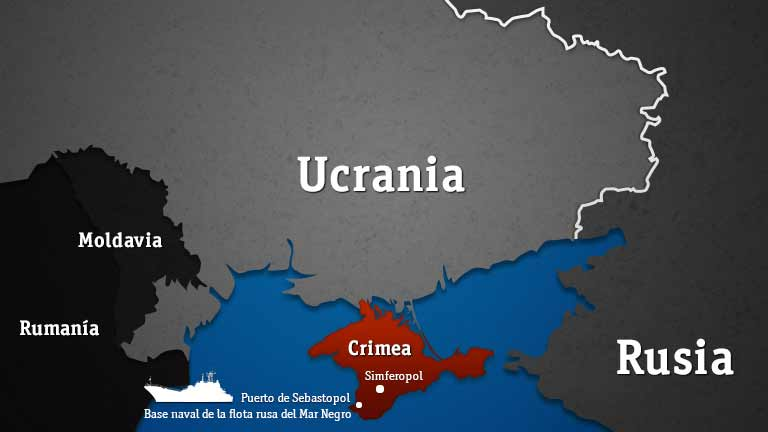 Ucrania
Moldavia
Rumanía
Crimea
Rusia
Simferopol
Puerto de Sebastopol
Base naval de la flota rusa del Mar Negro